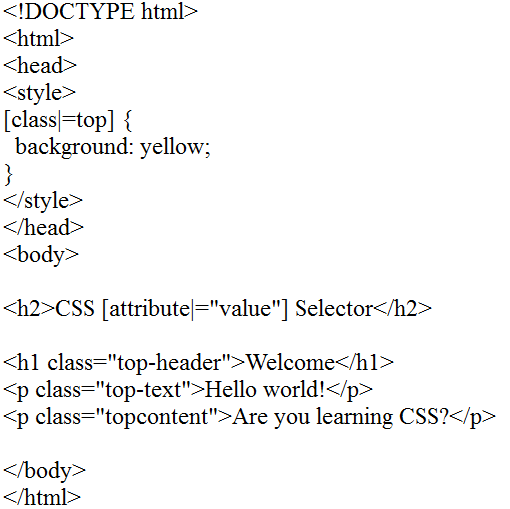 <!DOCTYPE html>
<html>
<head>
<style>
[class|=top] {
  background: yellow;
}
</style>
</head>
<body>

<h2>CSS [attribute|="value"] Selector</h2>

<h1 class="top-header">Welcome</h1>
<p class="top-text">Hello world!</p>
<p class="topcontent">Are you learning CSS?</p>

</body>
</html>